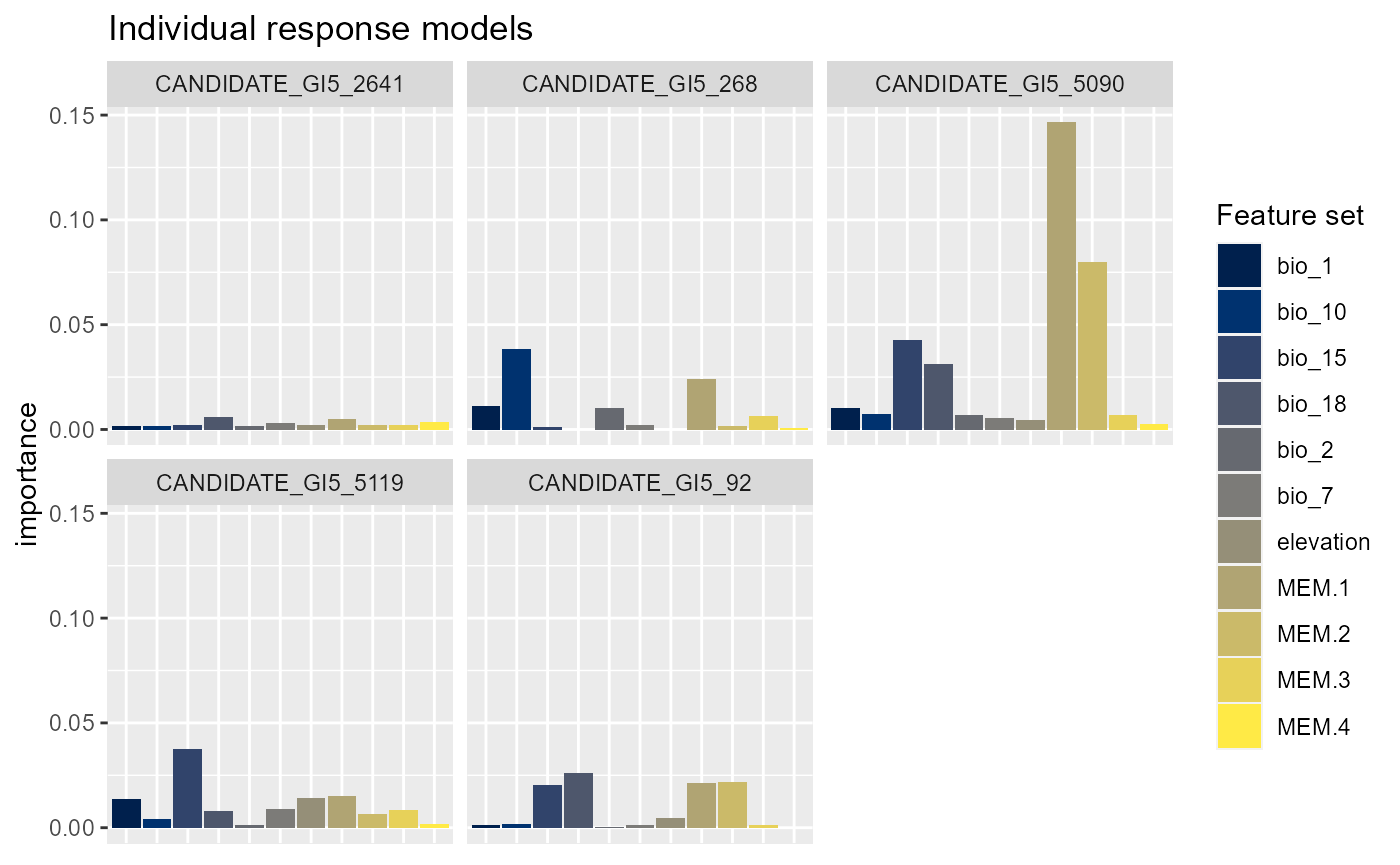 Individual response models
CANDIDATE_GI5_2641
CANDIDATE_GI5_268
CANDIDATE_GI5_5090
0.15
0.10
0.05
0.00
CANDIDATE_GI5_5119
CANDIDATE_GI5_92
0.15
0.10
0.05
0.00
importance
Feature set
bio_1
bio_10
bio_15
bio_18
bio_2
bio_7
elevation
MEM.1
MEM.2
MEM.3
MEM.4